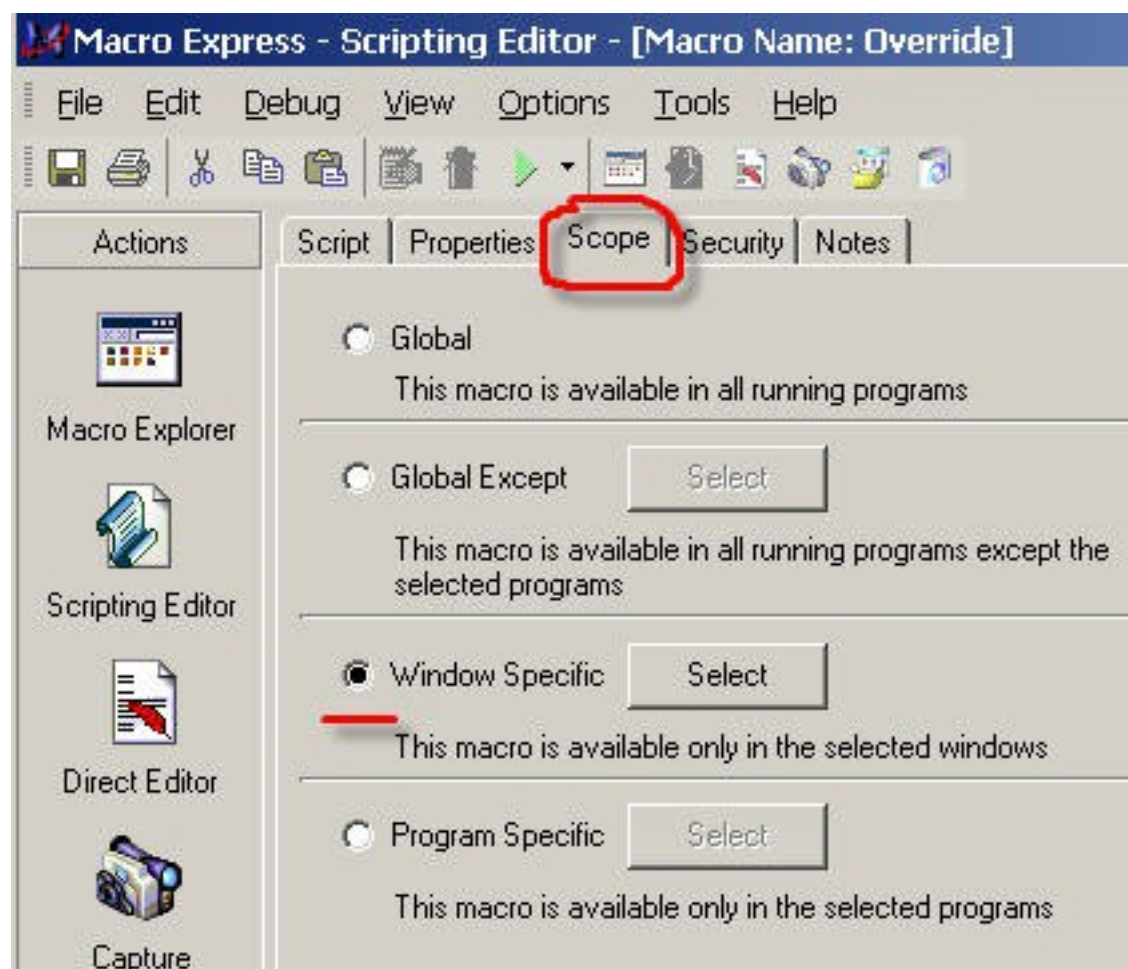 Macro Express - Scripting Editor - [Macro Name: Override]
File Edit Debug View Options Tools Help
Actions
Script Properties Scope Security Notes
Global
This macro is available in all running programs
Macro Explorer
Global Except Select
This macro is available in all running programs except the
selected programs
Scripting Editor
Window Specific Select
This macro is available only in the selected windows
Direct Editor
Program Specific Select
This macro is available only in the selected programs
Capture